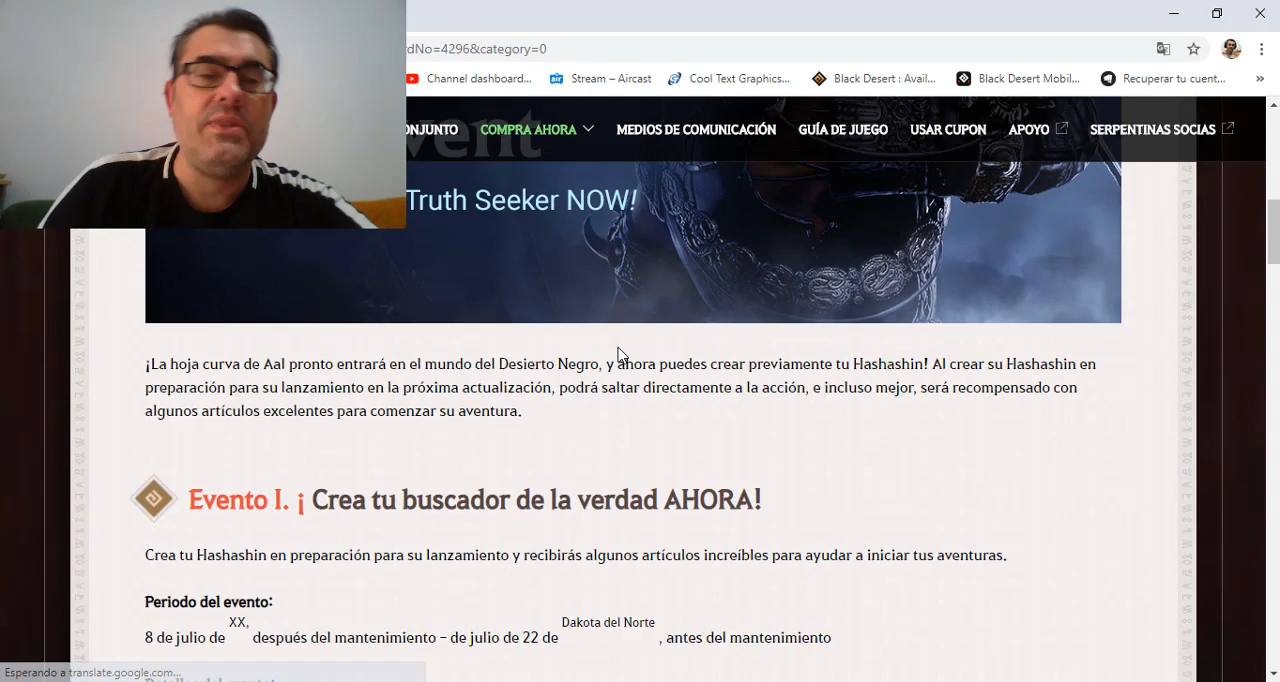 rdNo=4296&category=0
Channel dashboard... Stream – Aircast Cool Text Graphics... Black Desert : Avail... Black Desert Mobil... Recuperar tu cuent... »
ONJUNTO COMPRA AHORA MEDIOS DE COMUNICACIÓN GUÍA DE JUEGO USAR CUPON APOYO SERPENTINAS SOCIAS
vent
Truth Seeker NOW!
¡La hoja curva de Aal pronto entrará en el mundo del Desierto Negro, y ahora puedes crear previamente tu Hashashin! Al crear su Hashashin en
preparación para su lanzamiento en la próxima actualización, podrá saltar directamente a la acción, e incluso mejor, será recompensado con
algunos artículos excelentes para comenzar su aventura.
Evento I. ¡ Crea tu buscador de la verdad AHORA!
Crea tu Hashashin en preparación para su lanzamiento y recibirás algunos artículos increíbles para ayudar a iniciar tus aventuras.
Periodo del evento:
8 de julio de XX, después del mantenimiento – de julio de 22 de Dakota del Norte , antes del mantenimiento
Esperando a translate.google.com...